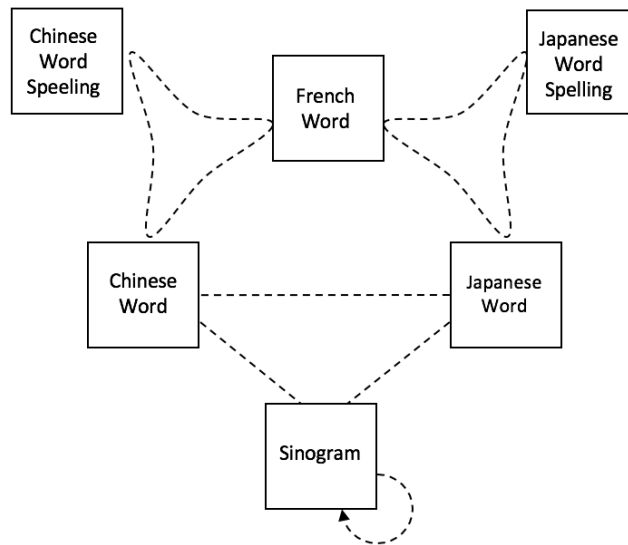 Chinese
Word
Speeling
French
Word
Japanese
Word
Spelling
Chinese
Word
Japanese
Word
Sinogram